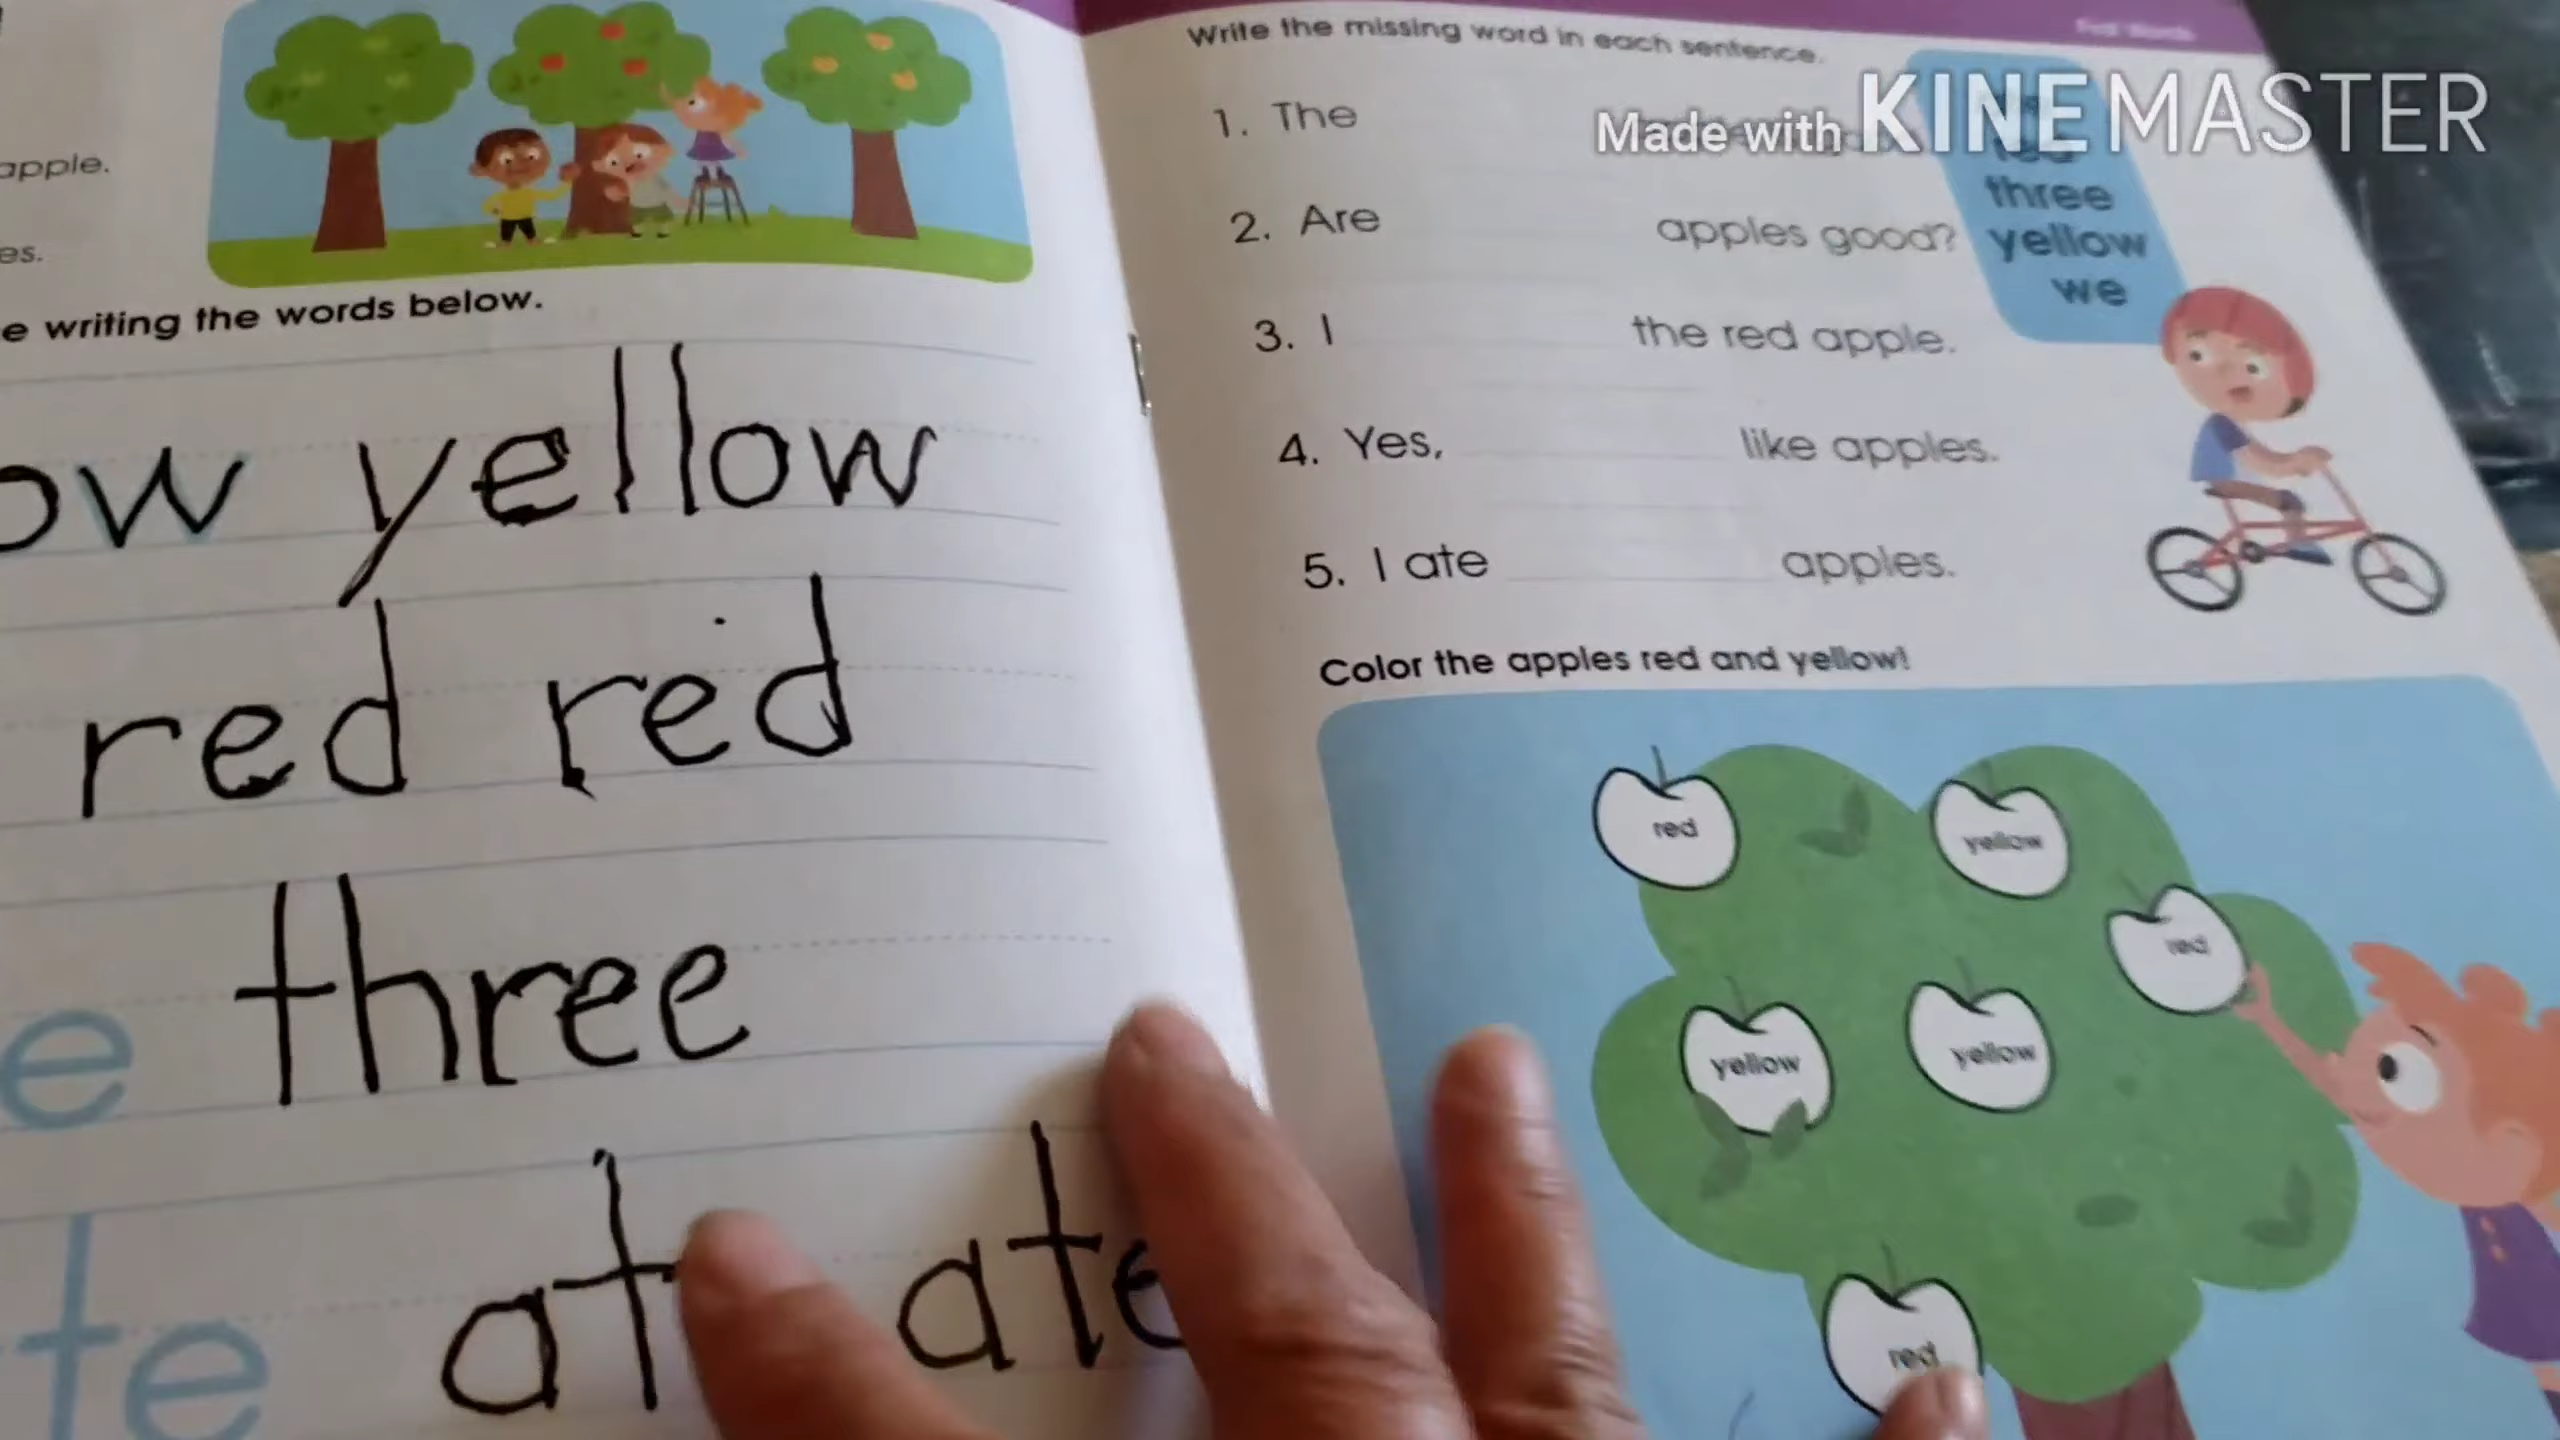 apple.
es.
e writing the words below.
ow yellow
red red
e three
te at ate
Write the missing word in each sentence.
Made with KINEMASTER
1. The
2. Are apples good?
3. I the red apple.
4. Yes, like apples.
5. I ate apples.
red
three
yellow
we
Color the apples red and yellow!
red
yellow
red
yellow
yellow
red